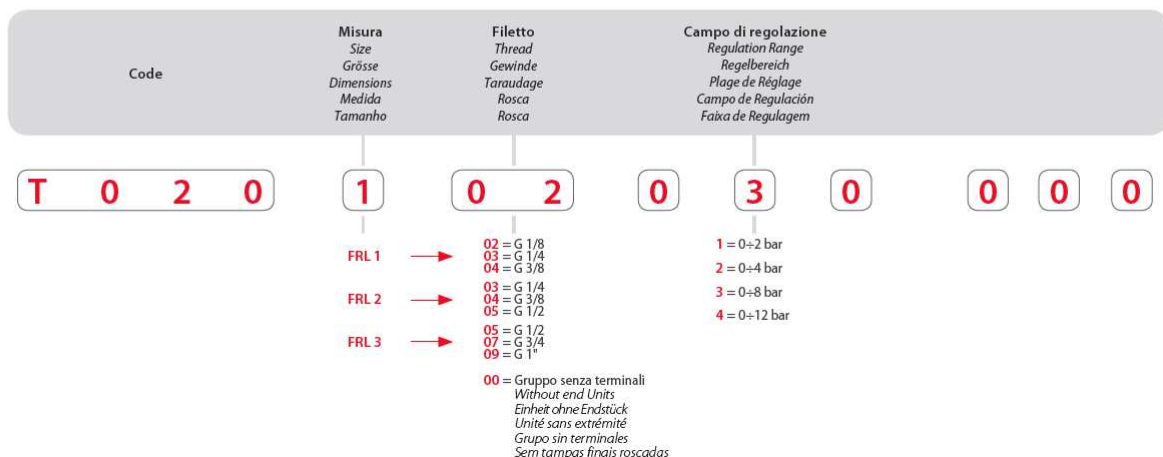 Code
Misura
Size
Grösse
Dimensions
Medida
Tamanho
Filetto
Thread
Gewinde
Taraudage
Rosca
Rosca
Campo di regolazione
Regulation Range
Regelbereich
Plage de Réglage
Campo de Regulación
Faixa de Regulagem
T 0 2 0 1 0 2 0 3 0 0 0 0
FRL 1
02 = G 1/8
03 = G 1/4
04 = G 3/8
FRL 2
03 = G 1/4
04 = G 3/8
05 = G 1/2
FRL 3
05 = G 1/2
07 = G 3/4
09 = G 1"
00 = Gruppo senza terminali
Without end Units
Einheit ohne Endstück
Unité sans extrémité
Grupo sin terminales
Sem tampas finais roscadas
1 = 0÷2 bar
2 = 0÷4 bar
3 = 0÷8 bar
4 = 0÷12 bar